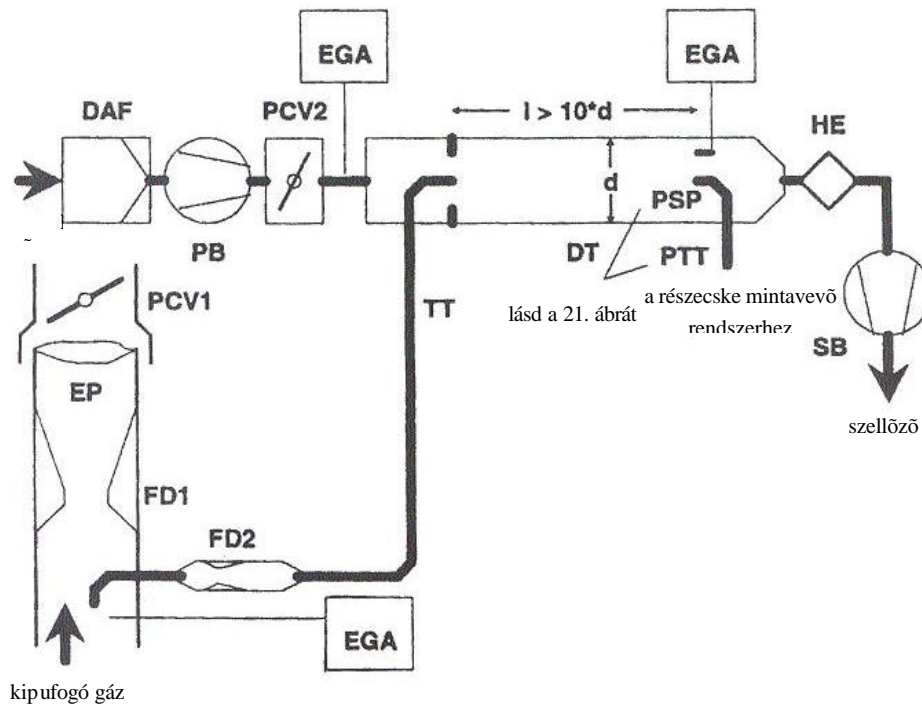 EGA
EGA
DAF
PCV2
l > 10*d
HE
d
PSP
PB
DT
PTT
PCV1
TT
lásd a 21. ábrát
a részecske mintavevõ
rendszerhez
SB
EP
szellõzõ
FD1
FD2
EGA
kipufogó gáz